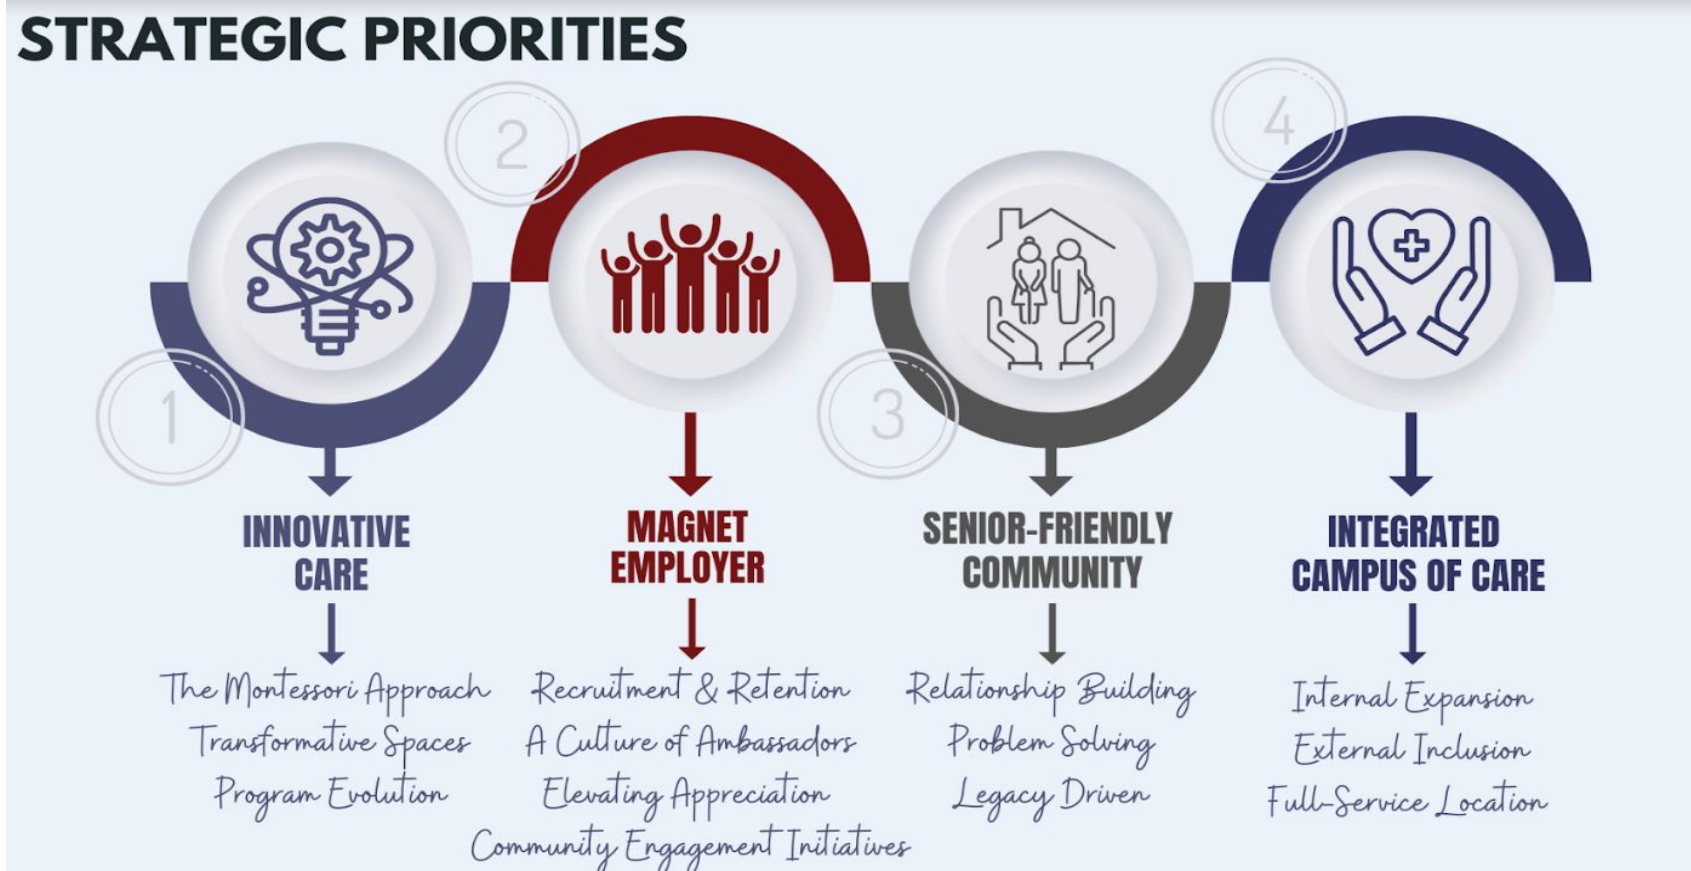 STRATEGIC PRIORITIES
1
INNOVATIVE
CARE
The Montessori Approach
Transformative Spaces
Program Evolution
2
MAGNET
EMPLOYER
Recruitment & Retention
A Culture of Ambassadors
Elevating Appreciation
Community Engagement Initiatives
3
SENIOR-FRIENDLY
COMMUNITY
Relationship Building
Problem Solving
Legacy Driven
4
INTEGRATED
CAMPUS OF CARE
Internal Expansion
External Inclusion
Full-Service Location